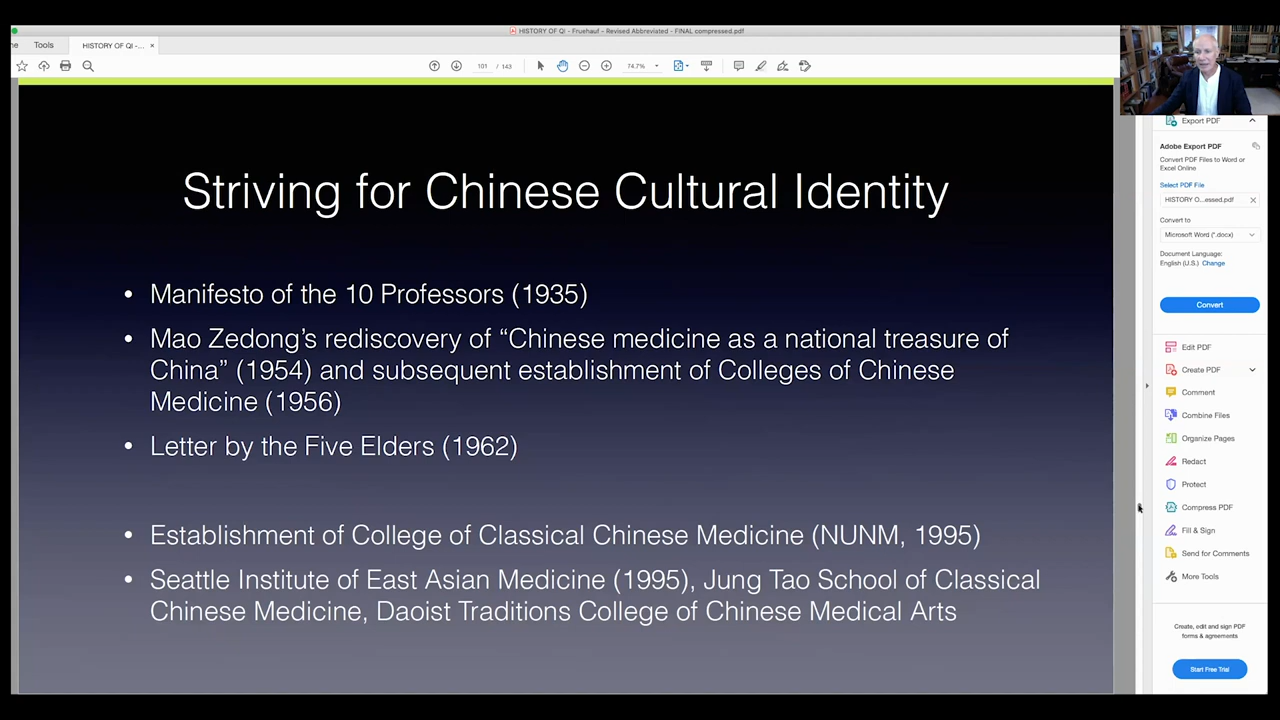 HISTORY OF QI - Fruehauf - Revised Abbreviated - FINAL compressed.pdf
Tools
HISTORY OF QI -... ×
101 / 143
74.7%
Export PDF
Adobe Export PDF
Convert PDF Files to Word or
Excel Online
Select PDF File
HISTORY O...essed.pdf
Convert to
Microsoft Word (*.docx)
Document Language:
English (U.S.) Change
Convert
Edit PDF
Create PDF
Comment
Combine Files
Organize Pages
Redact
Protect
Compress PDF
Fill & Sign
Send for Comments
More Tools
Create, edit and sign PDF
forms & agreements
Start Free Trial
Striving for Chinese Cultural Identity
• Manifesto of the 10 Professors (1935)
• Mao Zedong’s rediscovery of “Chinese medicine as a national treasure of
China” (1954) and subsequent establishment of Colleges of Chinese
Medicine (1956)
• Letter by the Five Elders (1962)
• Establishment of College of Classical Chinese Medicine (NUNM, 1995)
• Seattle Institute of East Asian Medicine (1995), Jung Tao School of Classical
Chinese Medicine, Daoist Traditions College of Chinese Medical Arts